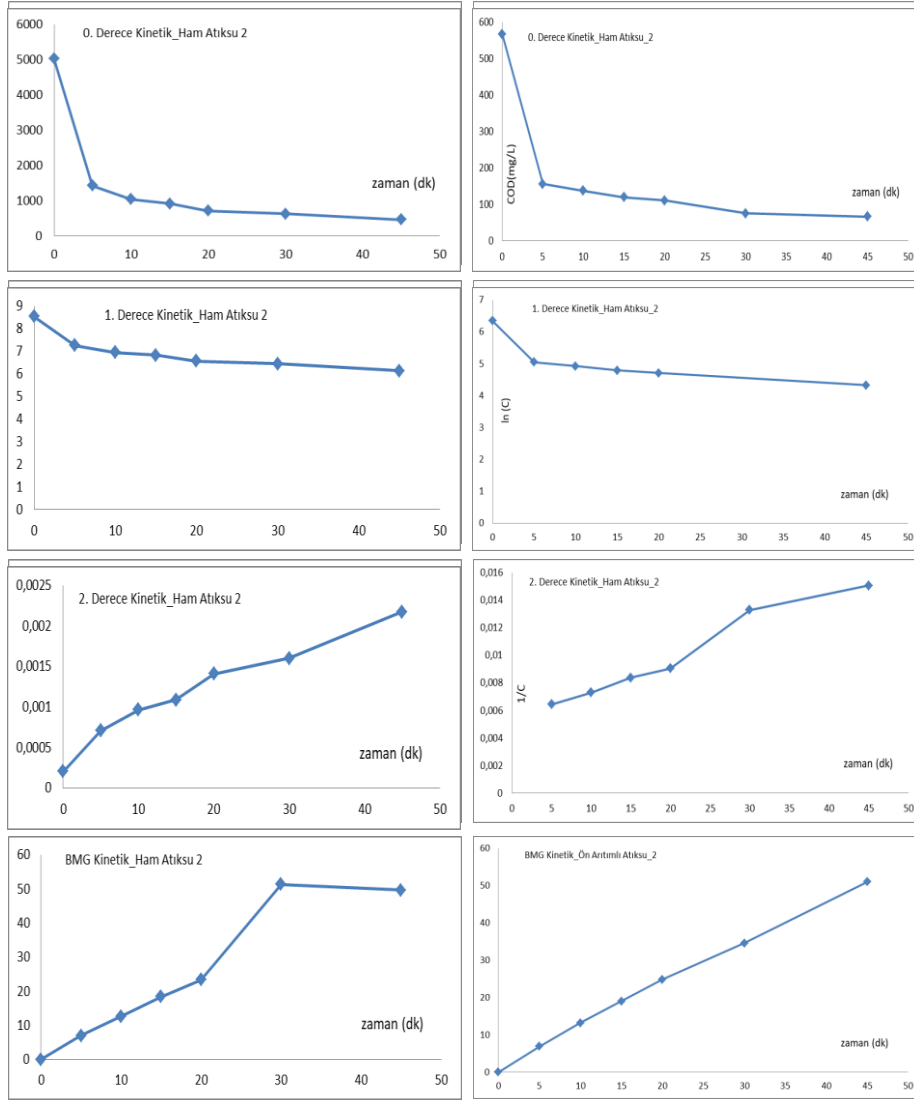 0. Derece Kinetik_Ham Atıksu 2
6000
5000
4000
3000
2000
1000
0
zaman (dk)
0 10 20 30 40 50
0. Derece Kinetik_Ham Atıksu_2
600
500
400
300
200
100
0
COD(mg/L)
zaman (dk)
0 5 10 15 20 25 30 35 40 45 50
1. Derece Kinetik_Ham Atıksu 2
9
8
7
6
5
4
3
2
1
0
0 10 20 30 40 50
1. Derece Kinetik_Ham Atıksu_2
7
6
5
4
3
2
1
0
ln (C)
zaman (dk)
0 5 10 15 20 25 30 35 40 45 50
2. Derece Kinetik_Ham Atıksu 2
0,0025
0,002
0,0015
0,001
0,0005
0
zaman (dk)
0 10 20 30 40 50
2. Derece Kinetik_Ham Atıksu_2
0,016
0,014
0,012
0,01
0,008
0,006
0,004
0,002
0
1/C
zaman (dk)
0 5 10 15 20 25 30 35 40 45 50
BMG Kinetik_Ham Atıksu 2
60
50
40
30
20
10
0
zaman (dk)
0 10 20 30 40 50
BMG Kinetik_Ön Arıtımlı Atıksu_2
60
50
40
30
20
10
0
zaman (dk)
0 5 10 15 20 25 30 35 40 45 50